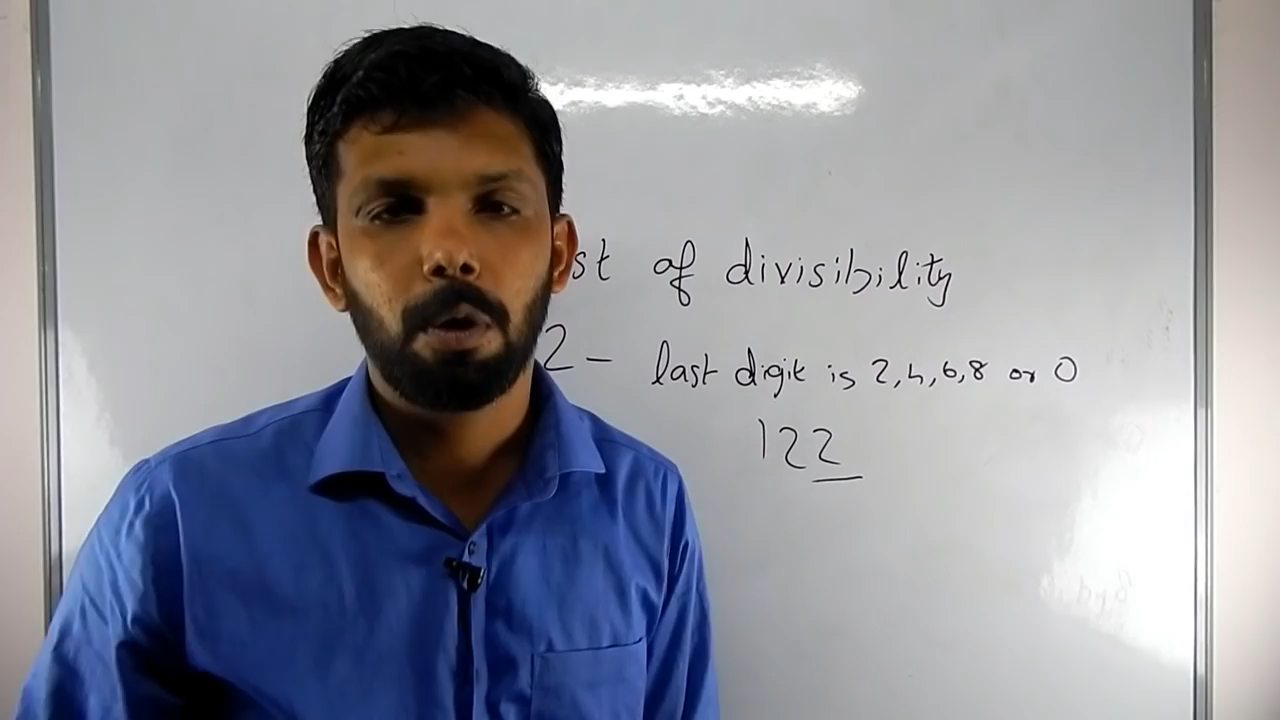 st of divisibility
2 - last digit is 2, 4, 6, 8 or 0
122